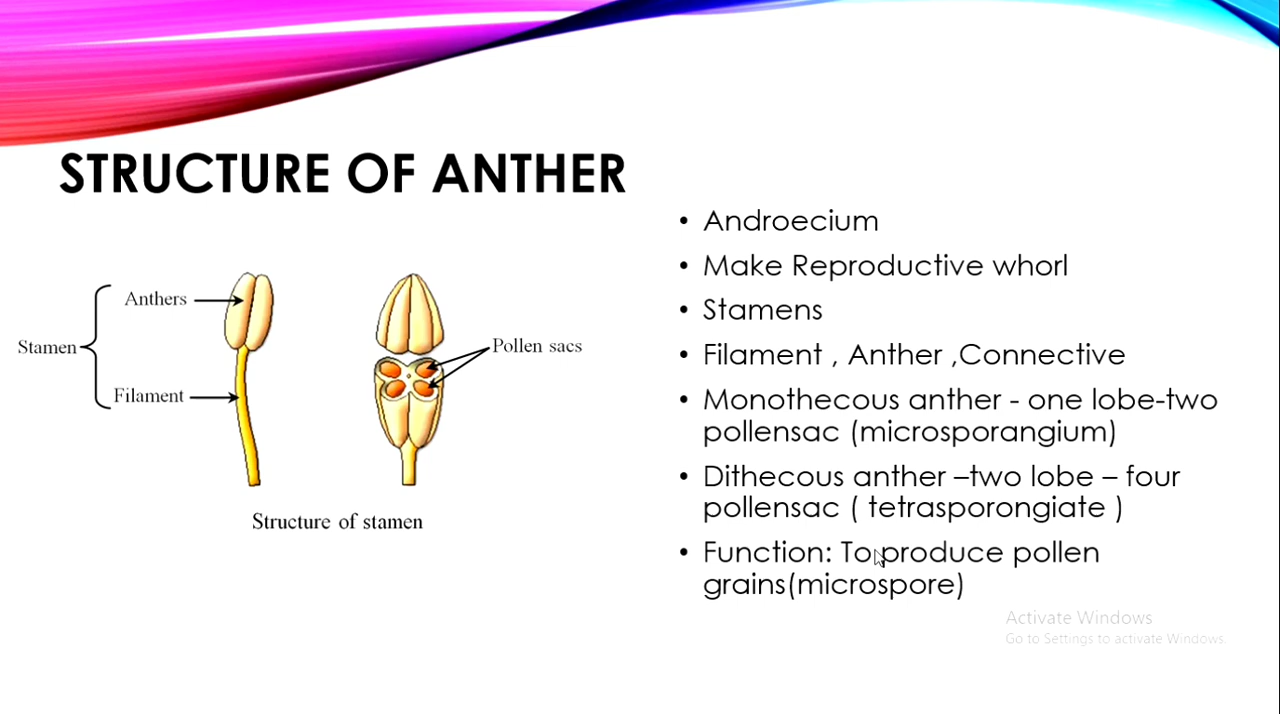 STRUCTURE OF ANTHER
Anthers
Stamen
Filament
Pollen sacs
Structure of stamen
• Androecium
• Make Reproductive whorl
• Stamens
• Filament , Anther ,Connective
• Monothecous anther - one lobe-two
pollensac (microsporangium)
• Dithecous anther –two lobe – four
pollensac ( tetrasporongiate )
• Function: To produce pollen
grains(microspore)
Activate Windows
Go to Settings to activate Windows.